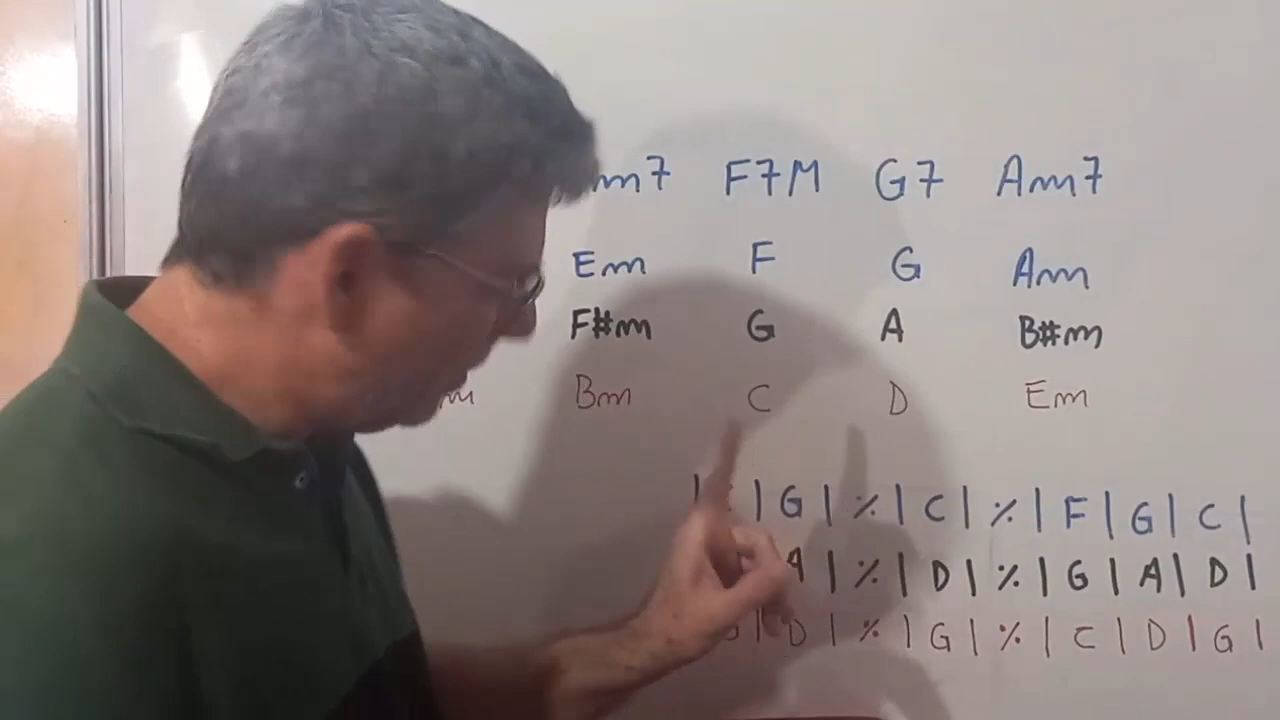 m7 F7M G7 Am7
Em F G Am
F#m G A B#m
m Bm C D Em
| | G | ٪ | C | ٪ | F | G | C |
A | ٪ | D | ٪ | G | A | D |
| D | ٪ | G | ٪ | C | D | G |